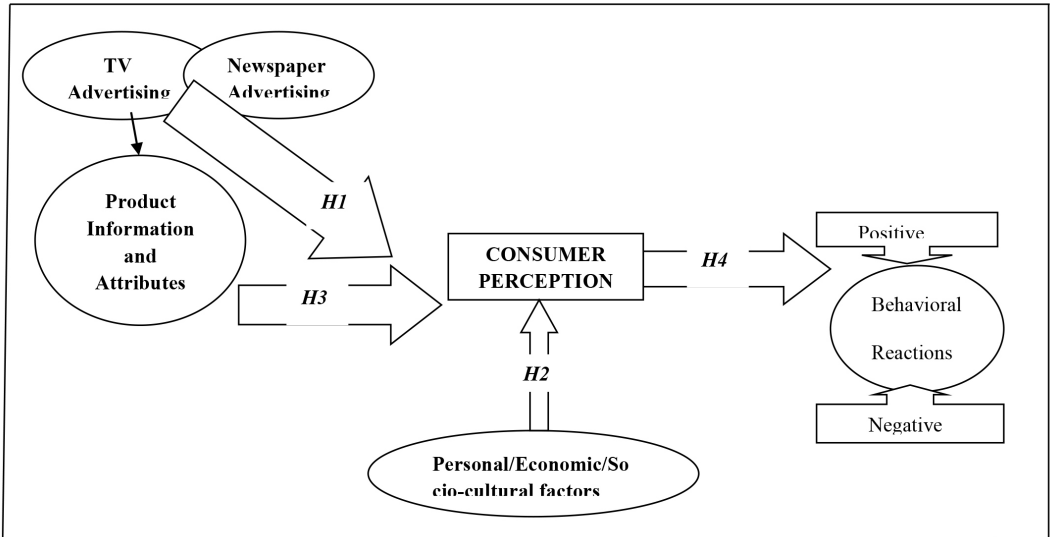 TV
Advertising
Newspaper
Advertising
Product
Information
and
Attributes
H1
H3
CONSUMER
PERCEPTION
H4
H2
Personal/Economic/So
cio-cultural factors
Positive
Behavioral
Reactions
Negative